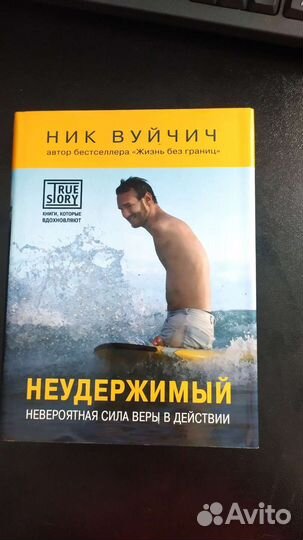 НИК ВУЙЧИЧ
автор бестселлера «Жизнь без границ»
TRUE
STORY
КНИГИ, КОТОРЫЕ
ВДОХНОВЛЯЮТ
НЕУДЕРЖИМЫЙ
НЕВЕРОЯТНАЯ СИЛА ВЕРЫ В ДЕЙСТВИИ
Avito